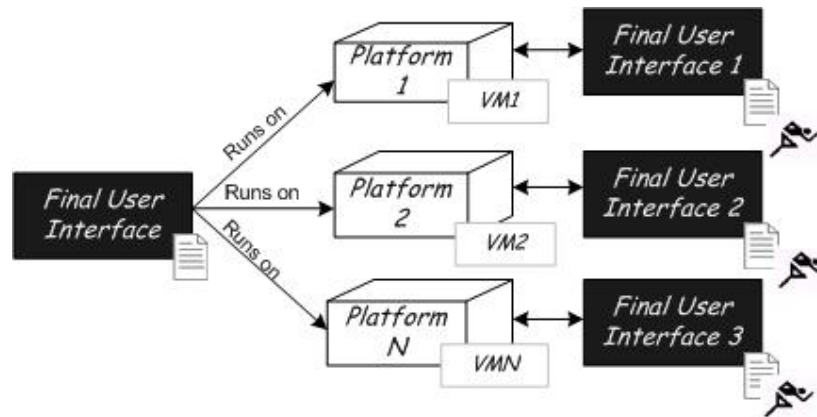 Final User
Interface
Runs on
Runs on
Runs on
Platform
1
VM1
Final User
Interface 1
Platform
2
VM2
Final User
Interface 2
Platform
N
VMN
Final User
Interface 3